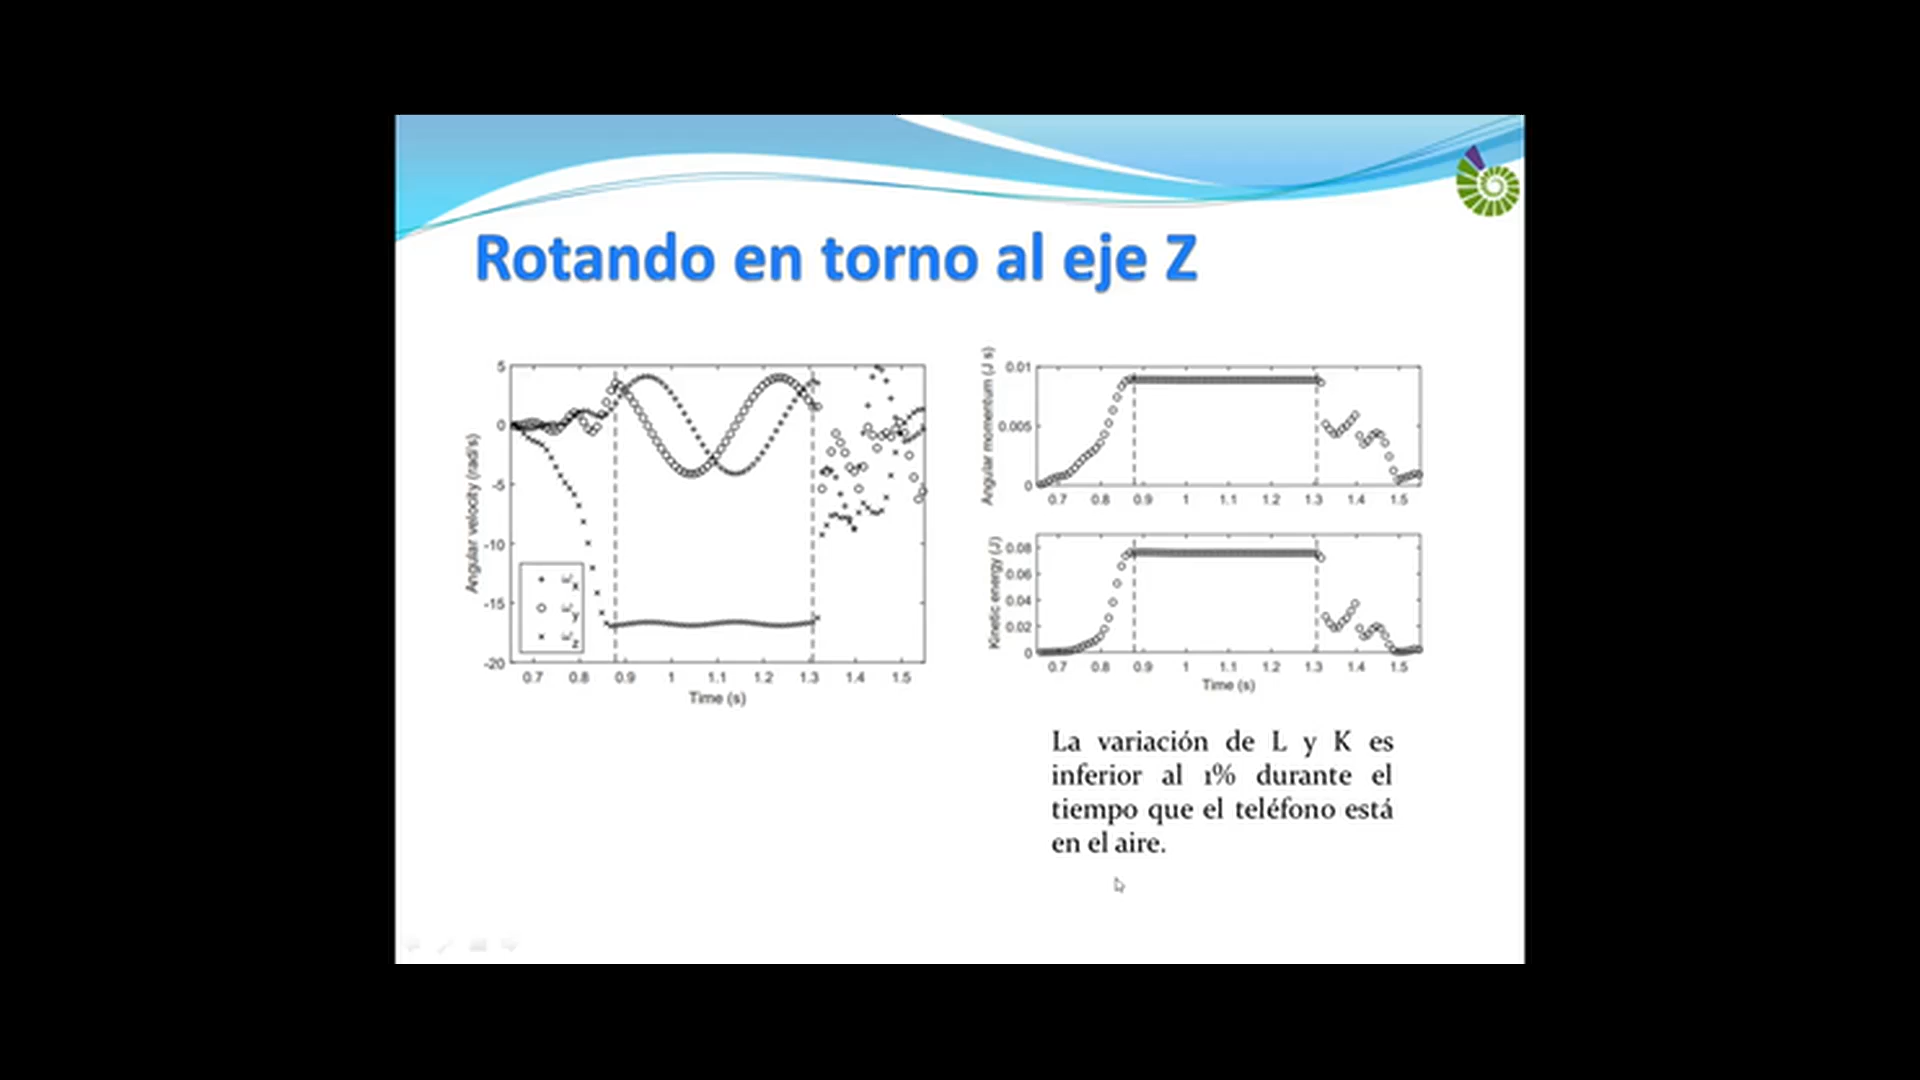 Rotando en torno al eje Z
5
0
-5
-10
-15
-20
Angular velocity (rad/s)
0.7 0.8 0.9 1 1.1 1.2 1.3 1.4 1.5
Time (s)
Angular momentum (J s)
0.01
0.005
0
0.7 0.8 0.9 1 1.1 1.2 1.3 1.4 1.5
Kinetic energy (J)
0.08
0.06
0.04
0.02
0
0.7 0.8 0.9 1 1.1 1.2 1.3 1.4 1.5
Time (s)
La variación de L y K es
inferior al 1% durante el
tiempo que el teléfono está
en el aire.